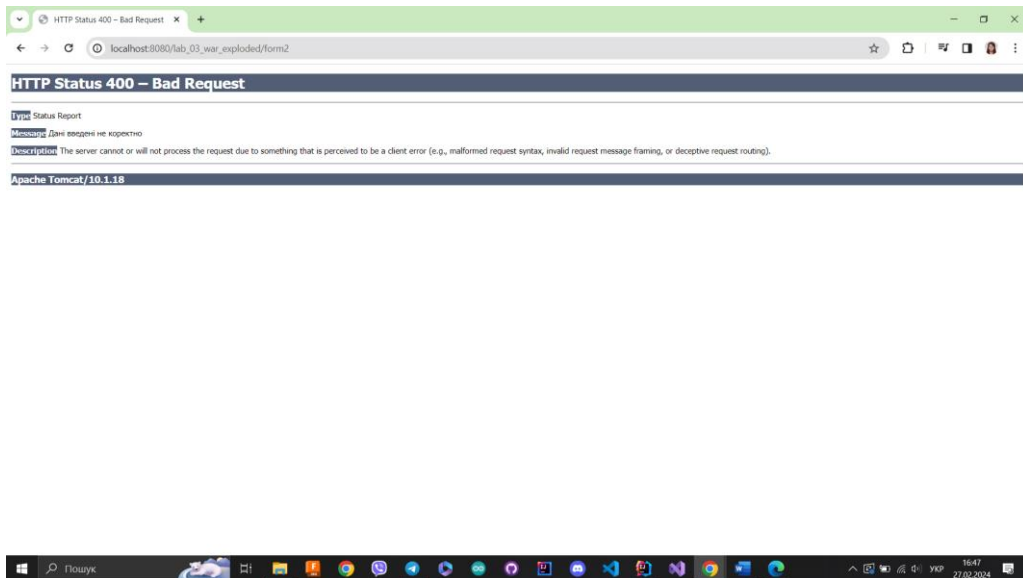 HTTP Status 400 – Bad Request
localhost:8080/lab_03_war_exploded/form2
HTTP Status 400 – Bad Request
Type Status Report
Message Дані введені не коректно
Description The server cannot or will not process the request due to something that is perceived to be a client error (e.g., malformed request syntax, invalid request message framing, or deceptive request routing).
Apache Tomcat/10.1.18
Пошук
УКР
16:47
27.02.2024